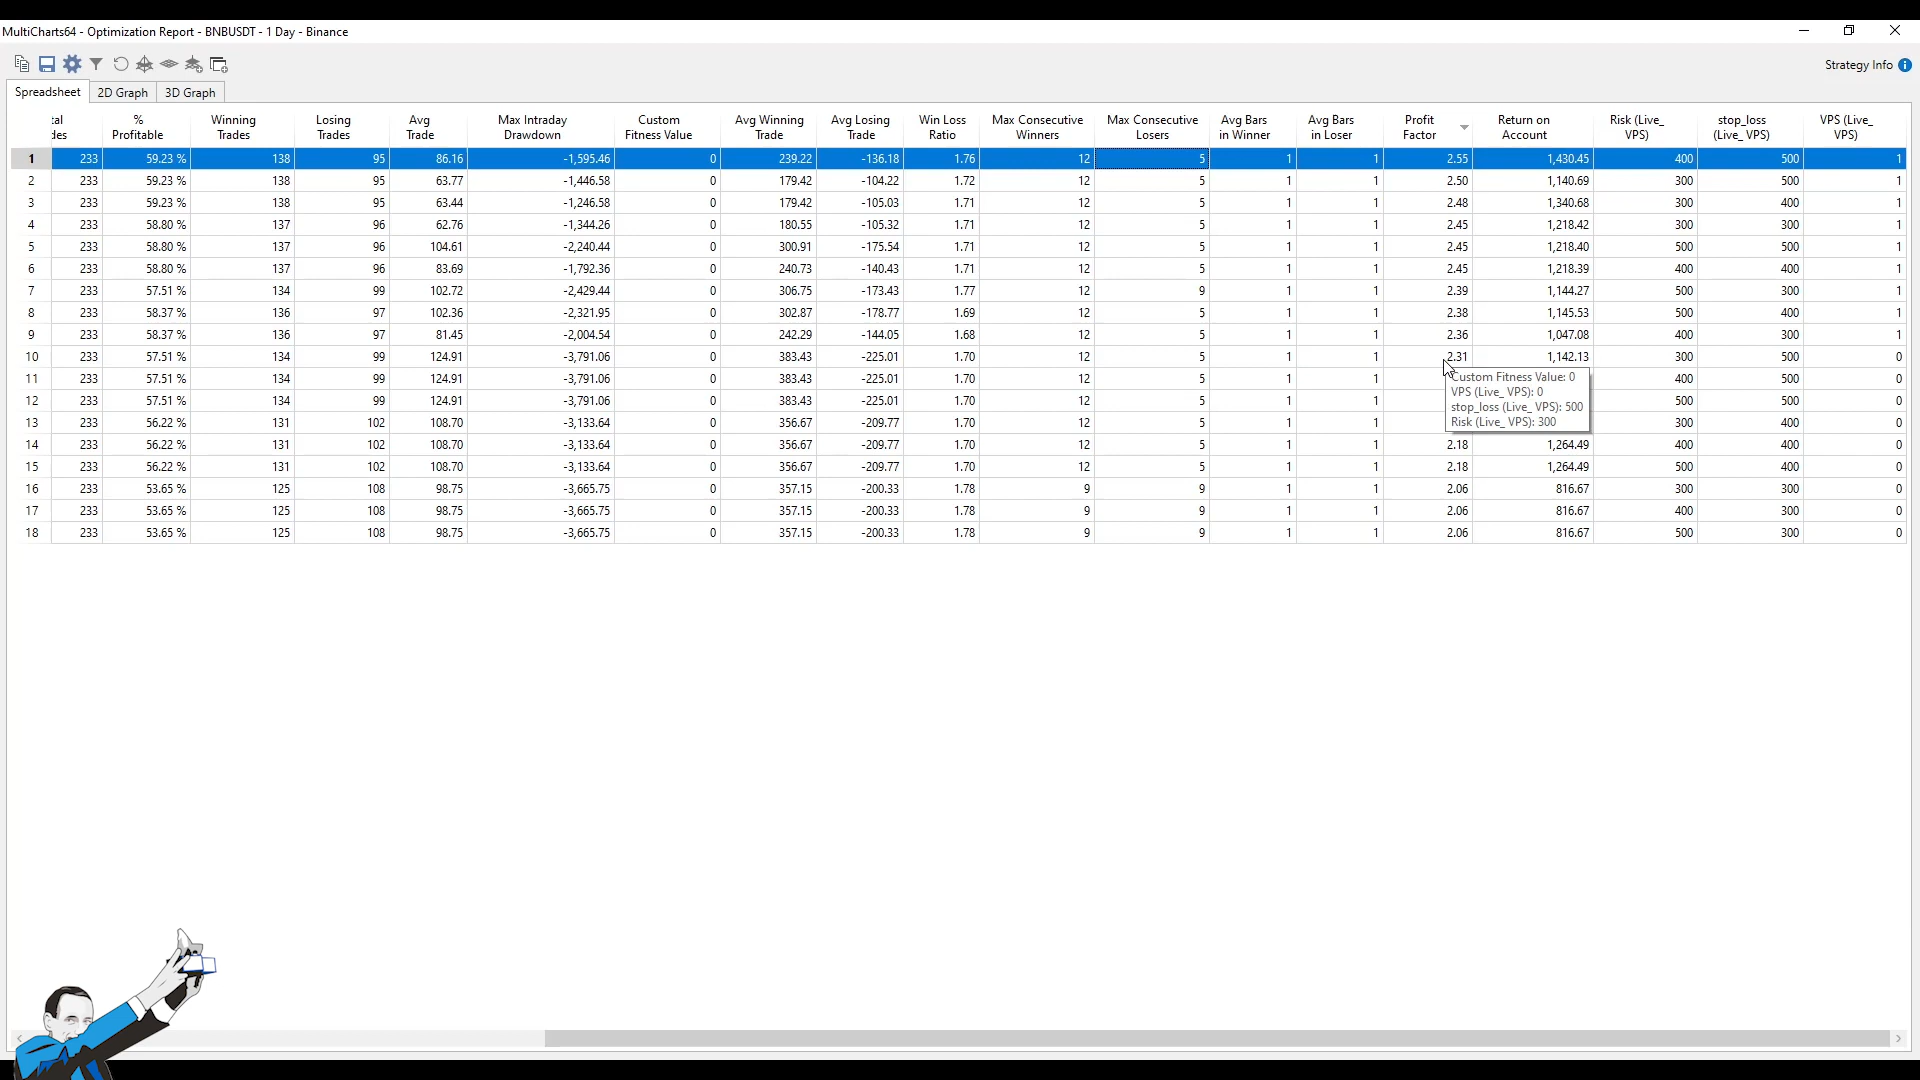 MultiCharts64 - Optimization Report - BNBUSDT - 1 Day - Binance
Strategy Info
Spreadsheet 2D Graph 3D Graph
tal des % Profitable Winning Trades Losing Trades Avg Trade Max Intraday Drawdown Custom Fitness Value Avg Winning Trade Avg Losing Trade Win Loss Ratio Max Consecutive Winners Max Consecutive Losers Avg Bars in Winner Avg Bars in Loser Profit Factor Return on Account Risk (Live_ VPS) stop_loss (Live_ VPS) VPS (Live_ VPS)
1 233 59.23 % 138 95 86.16 -1,595.46 0 239.22 -136.18 1.76 12 5 1 1 2.55 1,430.45 400 500 1
2 233 59.23 % 138 95 63.77 -1,446.58 0 179.42 -104.22 1.72 12 5 1 1 2.50 1,140.69 300 500 1
3 233 59.23 % 138 95 63.44 -1,246.58 0 179.42 -105.03 1.71 12 5 1 1 2.48 1,340.68 300 400 1
4 233 58.80 % 137 96 62.76 -1,344.26 0 180.55 -105.32 1.71 12 5 1 1 2.45 1,218.42 300 300 1
5 233 58.80 % 137 96 104.61 -2,240.44 0 300.91 -175.54 1.71 12 5 1 1 2.45 1,218.40 500 500 1
6 233 58.80 % 137 96 83.69 -1,792.36 0 240.73 -140.43 1.71 12 5 1 1 2.45 1,218.39 400 400 1
7 233 57.51 % 134 99 102.72 -2,429.44 0 306.75 -173.43 1.77 12 9 1 1 2.39 1,144.27 500 300 1
8 233 58.37 % 136 97 102.36 -2,321.95 0 302.87 -178.77 1.69 12 5 1 1 2.38 1,145.53 500 400 1
9 233 58.37 % 136 97 81.45 -2,004.54 0 242.29 -144.05 1.68 12 5 1 1 2.36 1,047.08 400 300 1
10 233 57.51 % 134 99 124.91 -3,791.06 0 383.43 -225.01 1.70 12 5 1 1 2.31 1,142.13 300 500 0
11 233 57.51 % 134 99 124.91 -3,791.06 0 383.43 -225.01 1.70 12 5 1 1 400 500 0
12 233 57.51 % 134 99 124.91 -3,791.06 0 383.43 -225.01 1.70 12 5 1 1 500 500 0
13 233 56.22 % 131 102 108.70 -3,133.64 0 356.67 -209.77 1.70 12 5 1 1 300 400 0
14 233 56.22 % 131 102 108.70 -3,133.64 0 356.67 -209.77 1.70 12 5 1 1 2.18 1,264.49 400 400 0
15 233 56.22 % 131 102 108.70 -3,133.64 0 356.67 -209.77 1.70 12 5 1 1 2.18 1,264.49 500 400 0
16 233 53.65 % 125 108 98.75 -3,665.75 0 357.15 -200.33 1.78 9 9 1 1 2.06 816.67 300 300 0
17 233 53.65 % 125 108 98.75 -3,665.75 0 357.15 -200.33 1.78 9 9 1 1 2.06 816.67 400 300 0
18 233 53.65 % 125 108 98.75 -3,665.75 0 357.15 -200.33 1.78 9 9 1 1 2.06 816.67 500 300 0
Custom Fitness Value: 0
VPS (Live_ VPS): 0
stop_loss (Live_ VPS): 500
Risk (Live_ VPS): 300